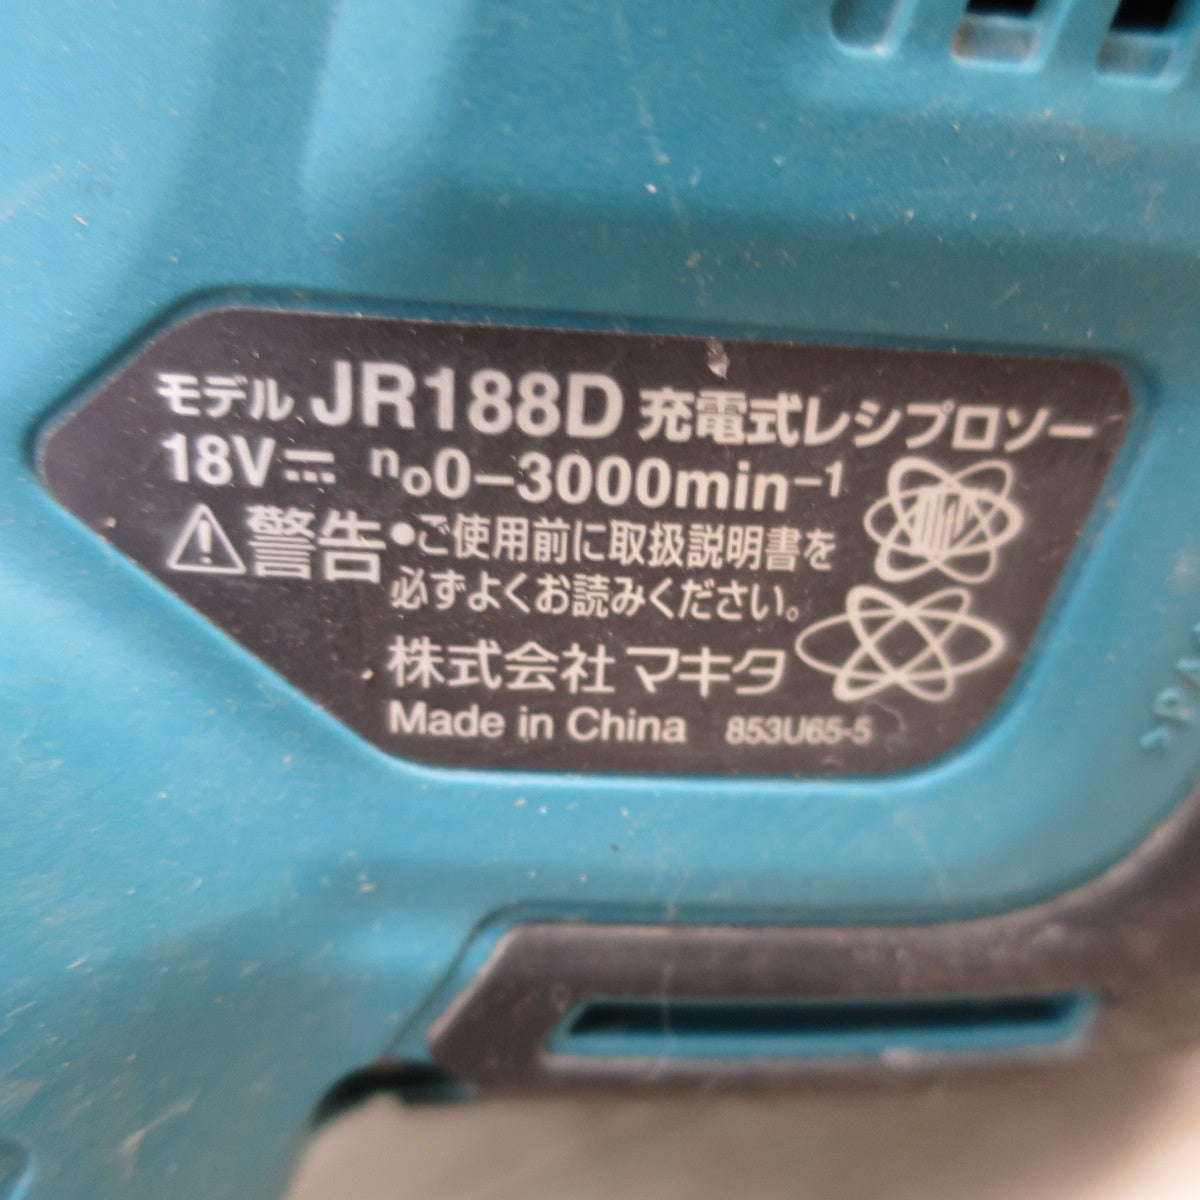 モデル JR188D 充電式レシプロソー
18V⎓ n₀0–3000min⁻¹
⚠警告 •ご使用前に取扱説明書を
必ずよくお読みください。
株式会社 マキタ
Made in China 853U65-5